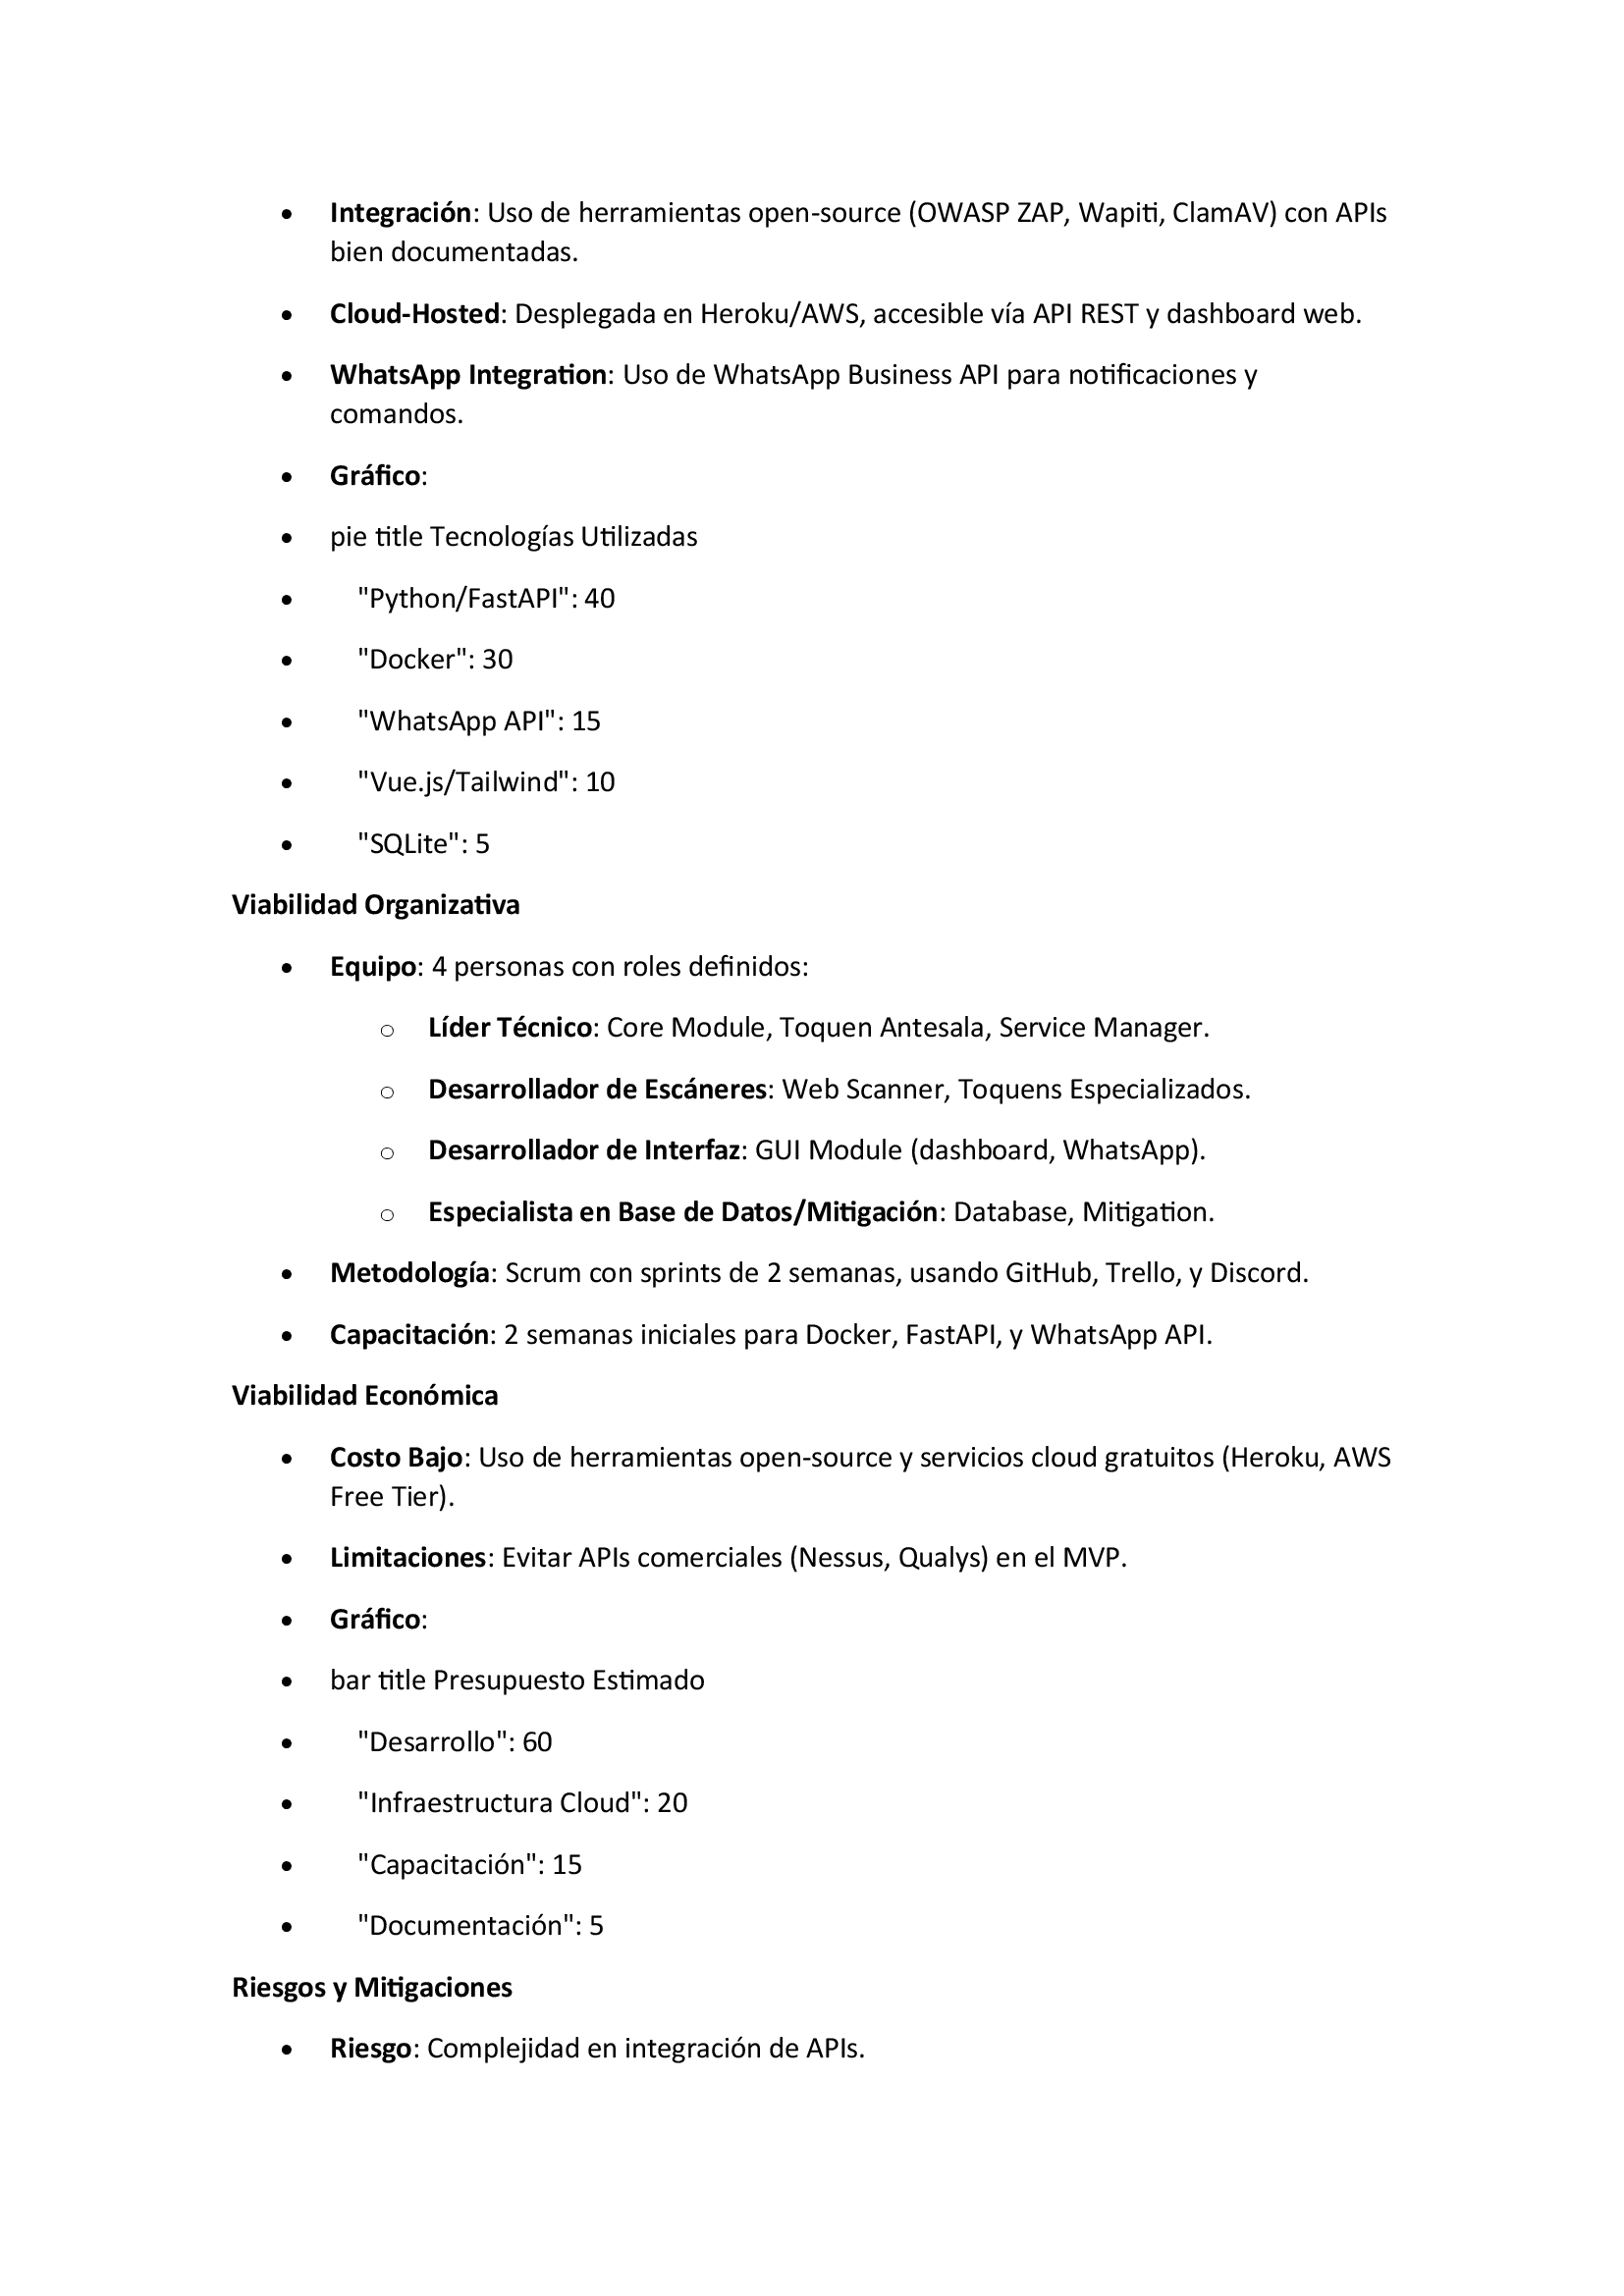 • Integración: Uso de herramientas open-source (OWASP ZAP, Wapiti, ClamAV) con APIs
bien documentadas.
• Cloud-Hosted: Desplegada en Heroku/AWS, accesible vía API REST y dashboard web.
• WhatsApp Integration: Uso de WhatsApp Business API para notificaciones y
comandos.
• Gráfico:
• pie title Tecnologías Utilizadas
• "Python/FastAPI": 40
• "Docker": 30
• "WhatsApp API": 15
• "Vue.js/Tailwind": 10
• "SQLite": 5
Viabilidad Organizativa
• Equipo: 4 personas con roles definidos:
o Líder Técnico: Core Module, Toquen Antesala, Service Manager.
o Desarrollador de Escáneres: Web Scanner, Toquens Especializados.
o Desarrollador de Interfaz: GUI Module (dashboard, WhatsApp).
o Especialista en Base de Datos/Mitigación: Database, Mitigation.
• Metodología: Scrum con sprints de 2 semanas, usando GitHub, Trello, y Discord.
• Capacitación: 2 semanas iniciales para Docker, FastAPI, y WhatsApp API.
Viabilidad Económica
• Costo Bajo: Uso de herramientas open-source y servicios cloud gratuitos (Heroku, AWS
Free Tier).
• Limitaciones: Evitar APIs comerciales (Nessus, Qualys) en el MVP.
• Gráfico:
• bar title Presupuesto Estimado
• "Desarrollo": 60
• "Infraestructura Cloud": 20
• "Capacitación": 15
• "Documentación": 5
Riesgos y Mitigaciones
• Riesgo: Complejidad en integración de APIs.